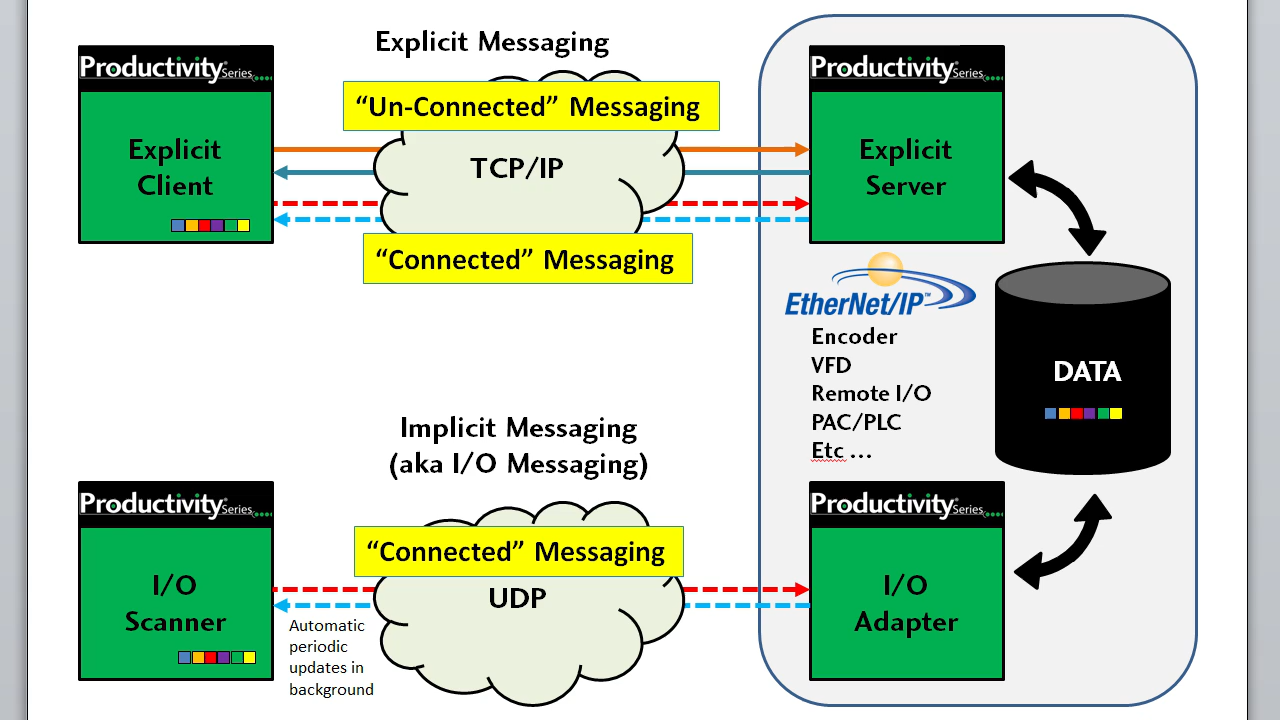 Explicit Messaging
Productivity Series
Explicit
Client
"Un-Connected" Messaging
TCP/IP
"Connected" Messaging
Productivity Series
Explicit
Server
EtherNet/IP™
Encoder
VFD
Remote I/O
PAC/PLC
Etc ...
DATA
Implicit Messaging
(aka I/O Messaging)
Productivity® Series
I/O
Scanner
"Connected" Messaging
UDP
Automatic
periodic
updates in
background
Productivity® Series
I/O
Adapter